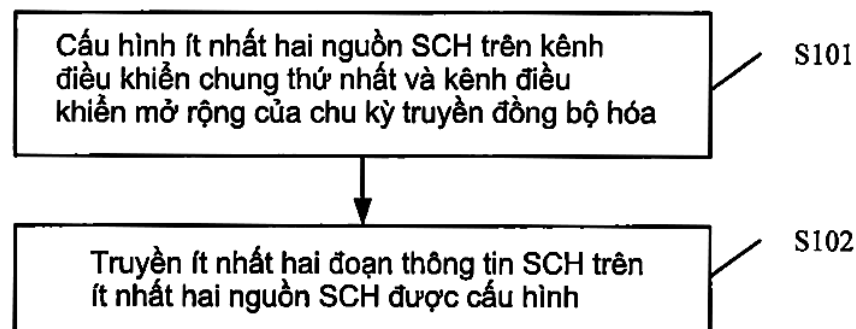 Cấu hình ít nhất hai nguồn SCH trên kênh
điều khiển chung thứ nhất và kênh điều
khiển mở rộng của chu kỳ truyền đồng bộ hóa
S101
Truyền ít nhất hai đoạn thông tin SCH trên
ít nhất hai nguồn SCH được cấu hình
S102